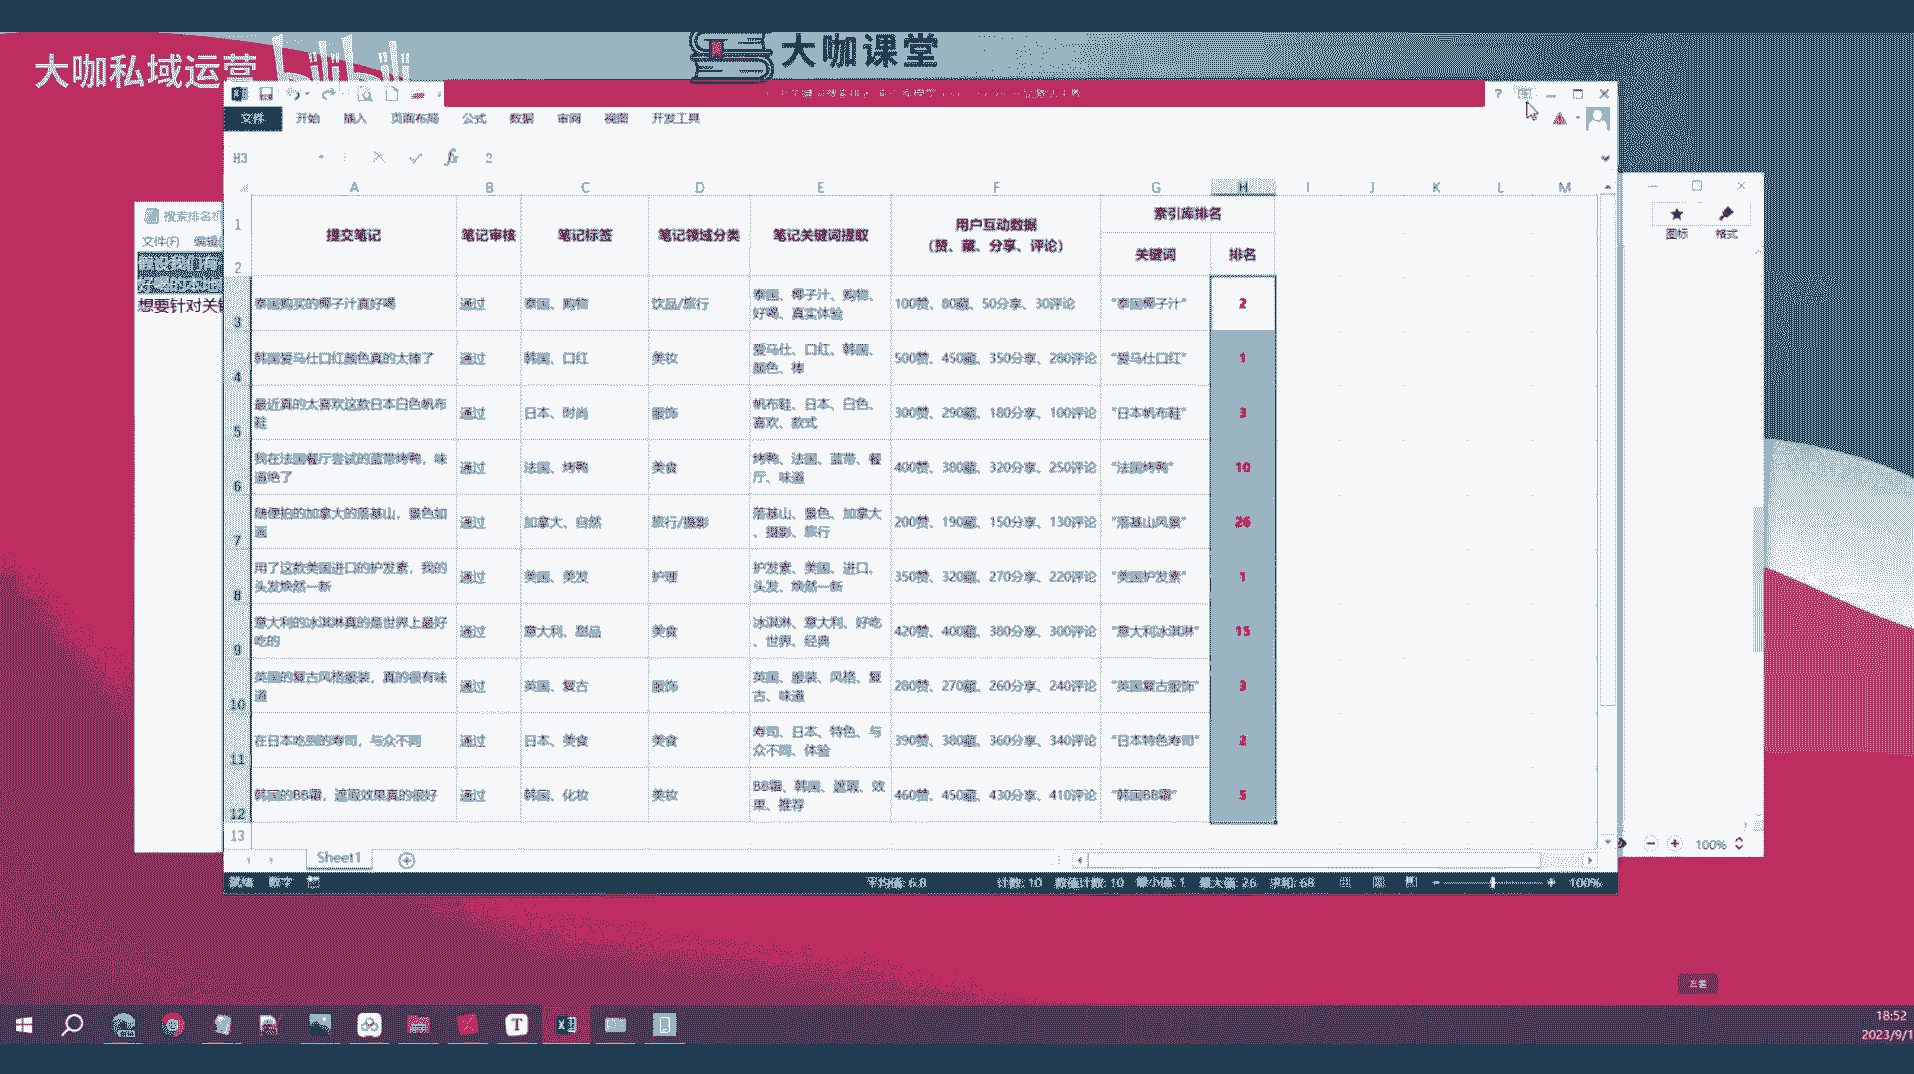 大咖私域运营 bilibili
大咖课堂
文件 开始 插入 页面布局 公式 数据 审阅 视图 开发工具
H3 fx 2
搜索排名机
文件(F) 编辑
假设我们有一
想要针对关键
图标 格式
A B C D E F G H I J K L M
提交笔记 笔记审核 笔记标签 笔记领域分类 笔记关键词提取 用户互动数据 索引库排名
(赞、藏、分享、评论) 关键词 排名
1
2
3 泰国购买的椰子汁真好喝 通过 泰国、购物 饮品/旅行 泰国、椰子汁、购物、 100赞、80藏、50分享、30评论 "泰国椰子汁" 2
好喝、真实体验
4 韩国爱马仕口红颜色真的太棒了 通过 韩国、口红 美妆 爱马仕、口红、韩国、 500赞、450藏、350分享、280评论 "爱马仕口红" 1
颜色、棒
5 最近真的太喜欢这款日本白色帆布 通过 日本、时尚 服饰 帆布鞋、日本、白色、 300赞、290藏、180分享、100评论 "日本帆布鞋" 3
鞋 喜欢、款式
6 我在法国餐厅尝试的蓝带烤鸭，味 通过 法国、烤鸭 美食 烤鸭、法国、蓝带、餐 400赞、380藏、320分享、250评论 "法国烤鸭" 10
道绝了 厅、味道
7 随便拍的加拿大的落基山，景色如 通过 加拿大、自然 旅行/摄影 落基山、景色、加拿大 200赞、190藏、150分享、130评论 "落基山风景" 26
画 、摄影、旅行
8 用了这款美国进口的护发素，我的 通过 美国、美发 护理 护发素、美国、进口、 350赞、320藏、270分享、220评论 "美国护发素" 1
头发焕然一新 头发、焕然一新
9 意大利的冰淇淋真的是世界上最好 通过 意大利、甜品 美食 冰淇淋、意大利、好吃 420赞、400藏、380分享、300评论 "意大利冰淇淋" 15
吃的 、世界、经典
10 英国的复古风格服装，真的很有味 通过 英国、复古 服饰 英国、服装、风格、复 280赞、270藏、260分享、240评论 "英国复古服饰" 3
道 古、味道
11 在日本吃到的寿司，与众不同 通过 日本、美食 美食 寿司、日本、特色、与 390赞、380藏、360分享、340评论 "日本特色寿司" 2
众不同、体验
12 韩国的BB霜，遮瑕效果真的很好 通过 韩国、化妆 美妆 BB霜、韩国、遮瑕、效 460赞、450藏、430分享、410评论 "韩国BB霜" 5
果、推荐
13
Sheet1
100%
就绪 数字 平均值: 6.8 计数: 10 数值计数: 10 最小值: 1 最大值: 26 求和: 68 100%
18:52
2023/9/1